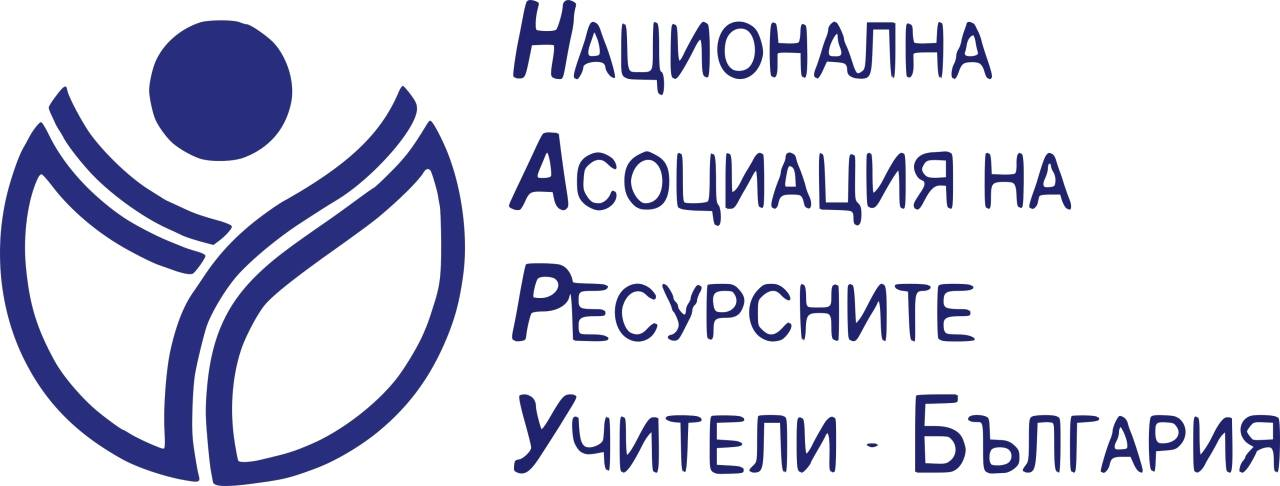 Национална
Асоциация на
Ресурсните
Учители - България